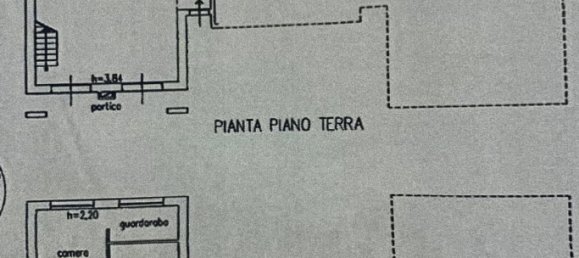 h=3.84
portico
PIANTA PIANO TERRA
h=2,20
guardaroba
camera